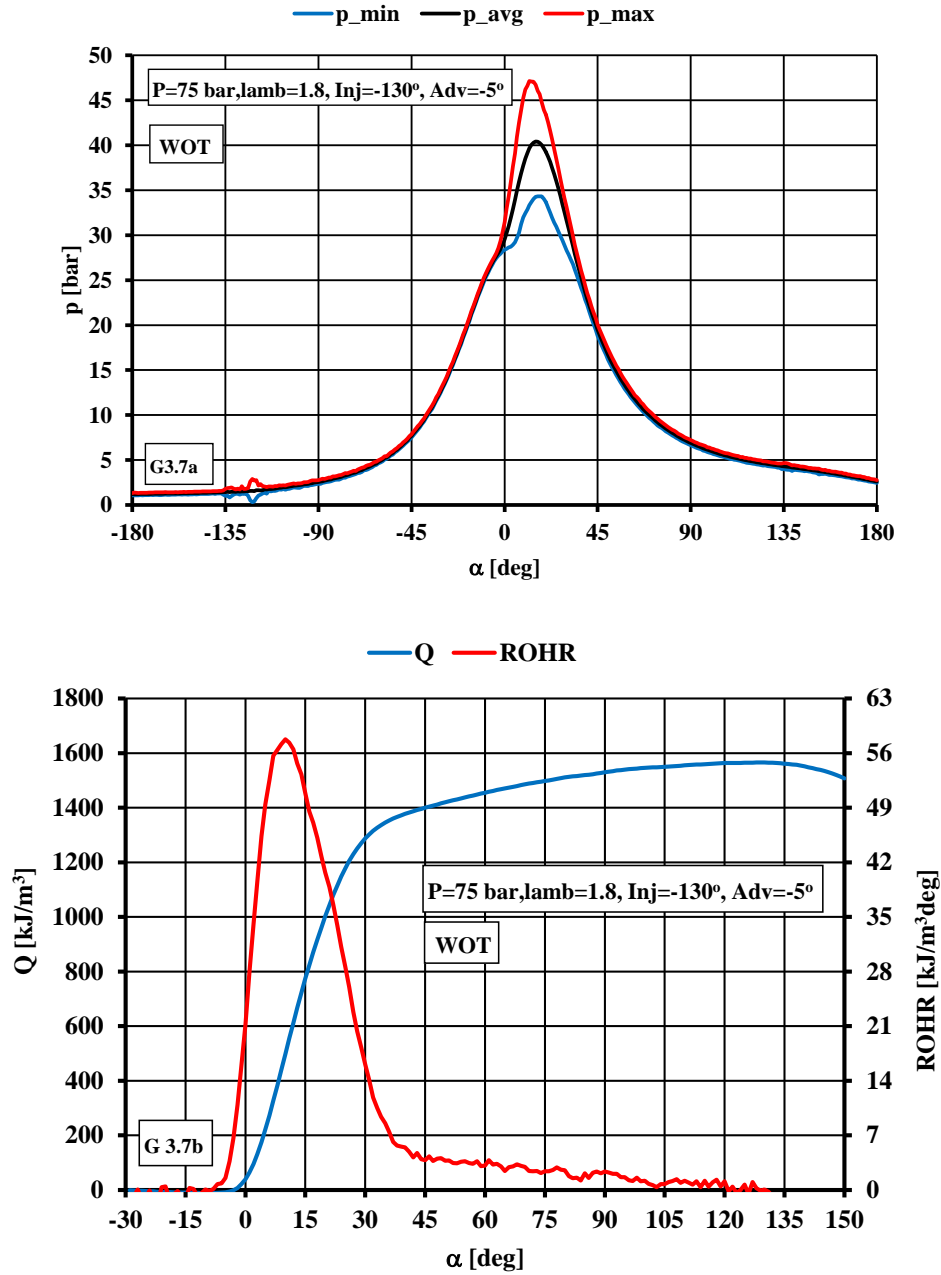 p_min p_avg p_max
50
45
40
35
30
25
20
15
10
5
0
P=75 bar,lamb=1.8, Inj=-130º, Adv=-5º
WOT
G3.7a
p [bar]
-180 -135 -90 -45 0 45 90 135 180
α [deg]
Q ROHR
1800
1600
1400
1200
1000
800
600
400
200
0
63
56
49
42
35
28
21
14
7
0
P=75 bar,lamb=1.8, Inj=-130º, Adv=-5º
WOT
G 3.7b
Q [kJ/m³]
ROHR [kJ/m³deg]
-30 -15 0 15 30 45 60 75 90 105 120 135 150
α [deg]